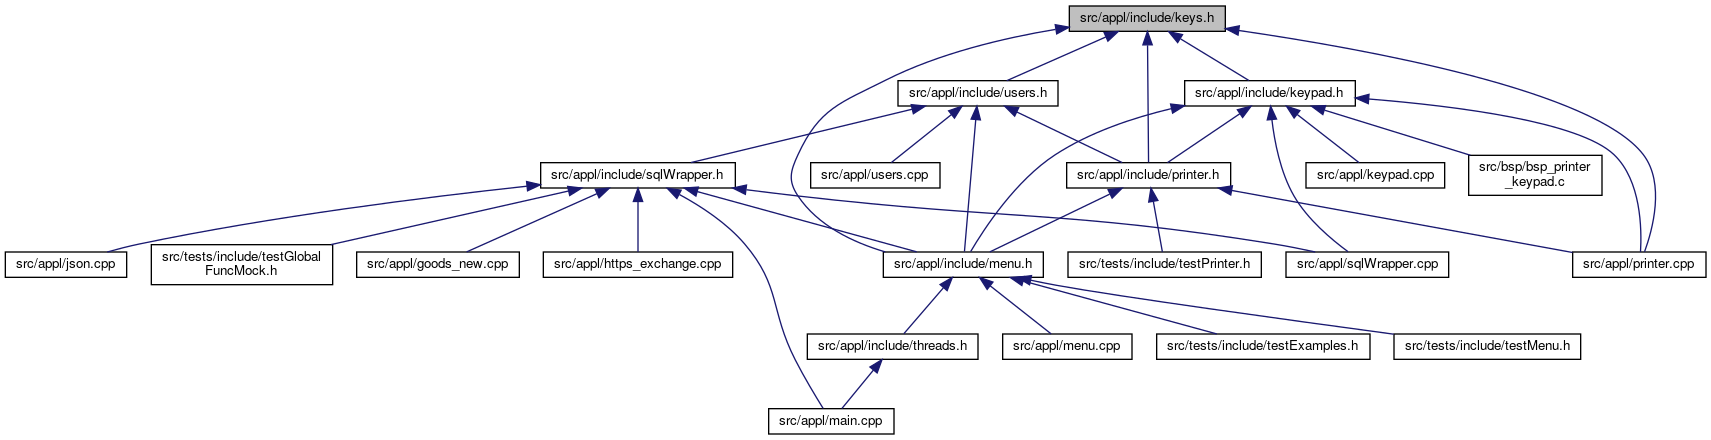 src/appl/include/keys.h
src/appl/include/users.h
src/appl/include/keypad.h
src/appl/include/sqlWrapper.h
src/appl/users.cpp
src/appl/include/printer.h
src/appl/keypad.cpp
src/bsp/bsp_printer
_keypad.c
src/appl/json.cpp
src/tests/include/testGlobal
FuncMock.h
src/appl/goods_new.cpp
src/appl/https_exchange.cpp
src/appl/include/menu.h
src/tests/include/testPrinter.h
src/appl/sqlWrapper.cpp
src/appl/printer.cpp
src/appl/include/threads.h
src/appl/menu.cpp
src/tests/include/testExamples.h
src/tests/include/testMenu.h
src/appl/main.cpp